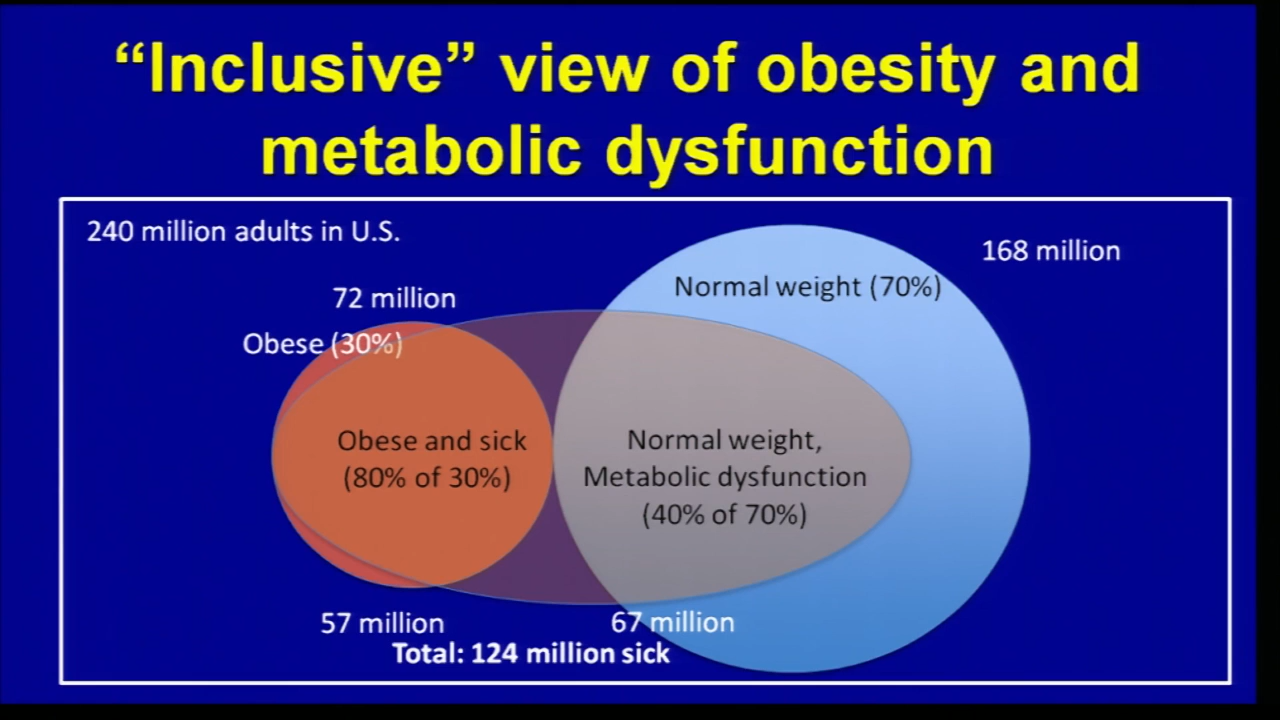 “Inclusive” view of obesity and
metabolic dysfunction
240 million adults in U.S.
168 million
Normal weight (70%)
72 million
Obese (30%)
Obese and sick
(80% of 30%)
Normal weight,
Metabolic dysfunction
(40% of 70%)
57 million
67 million
Total: 124 million sick